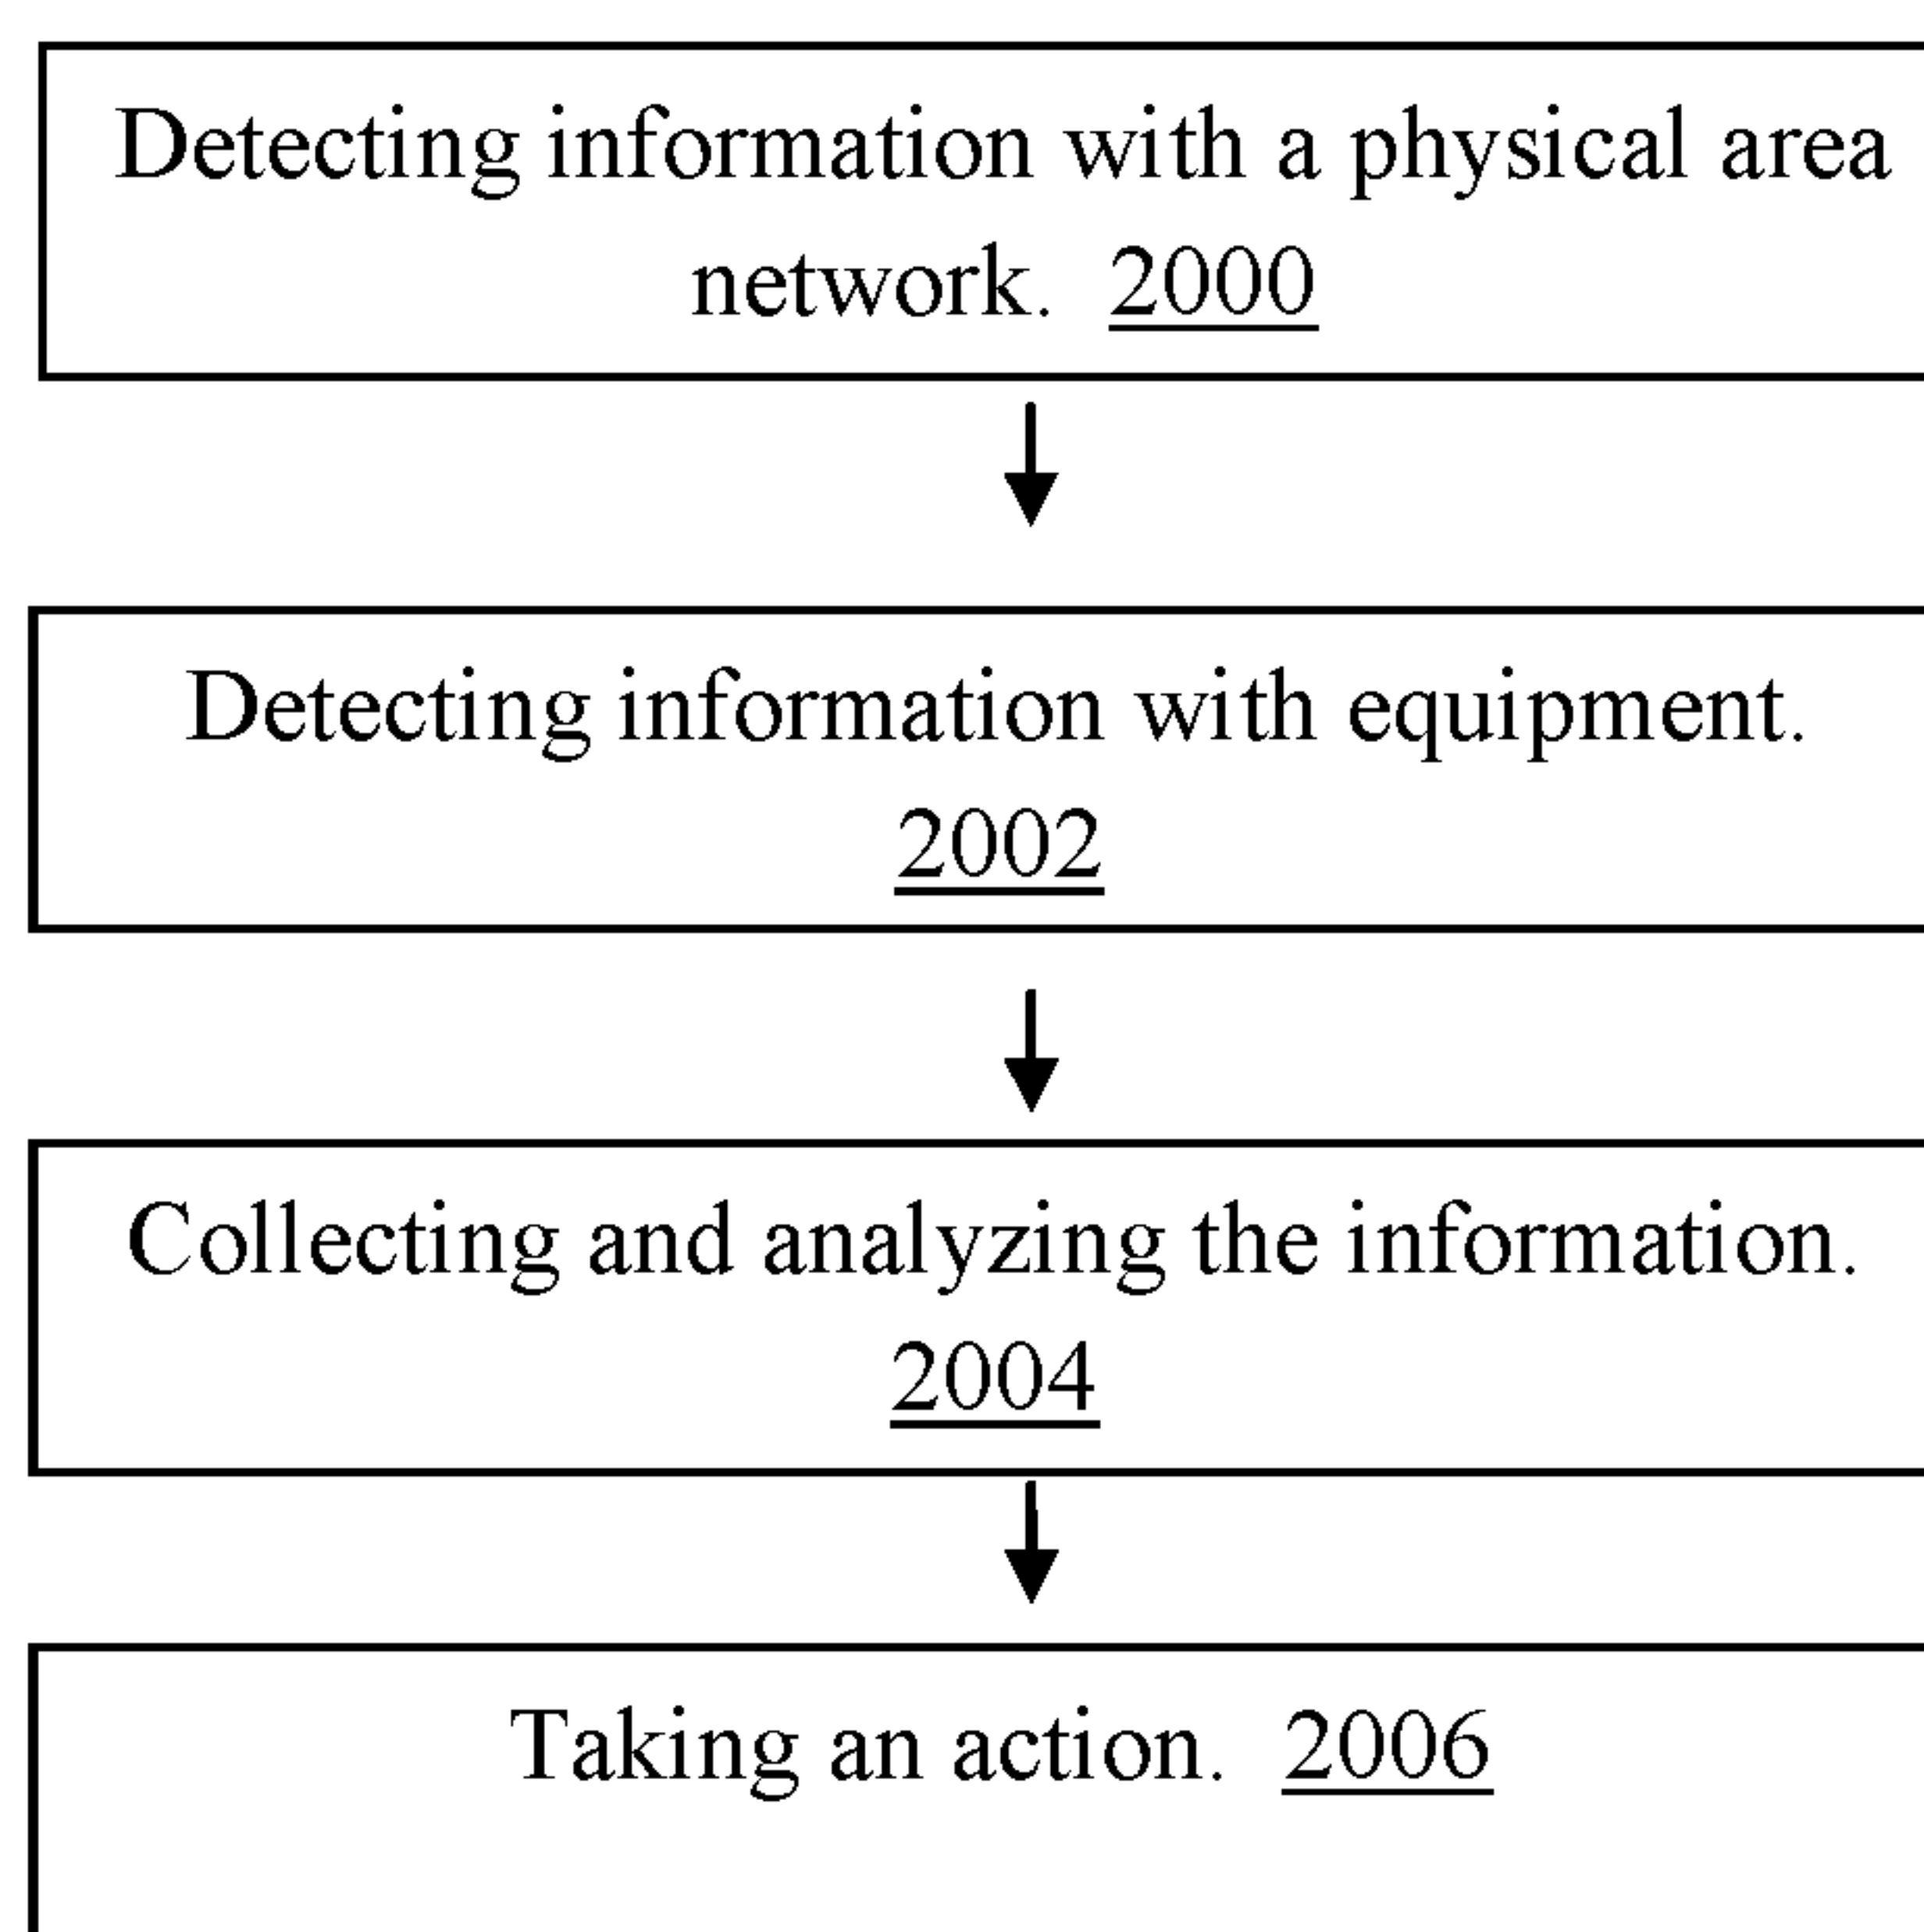 Detecting information with a physical area
network. 2000
Detecting information with equipment.
2002
Collecting and analyzing the information.
2004
Taking an action. 2006